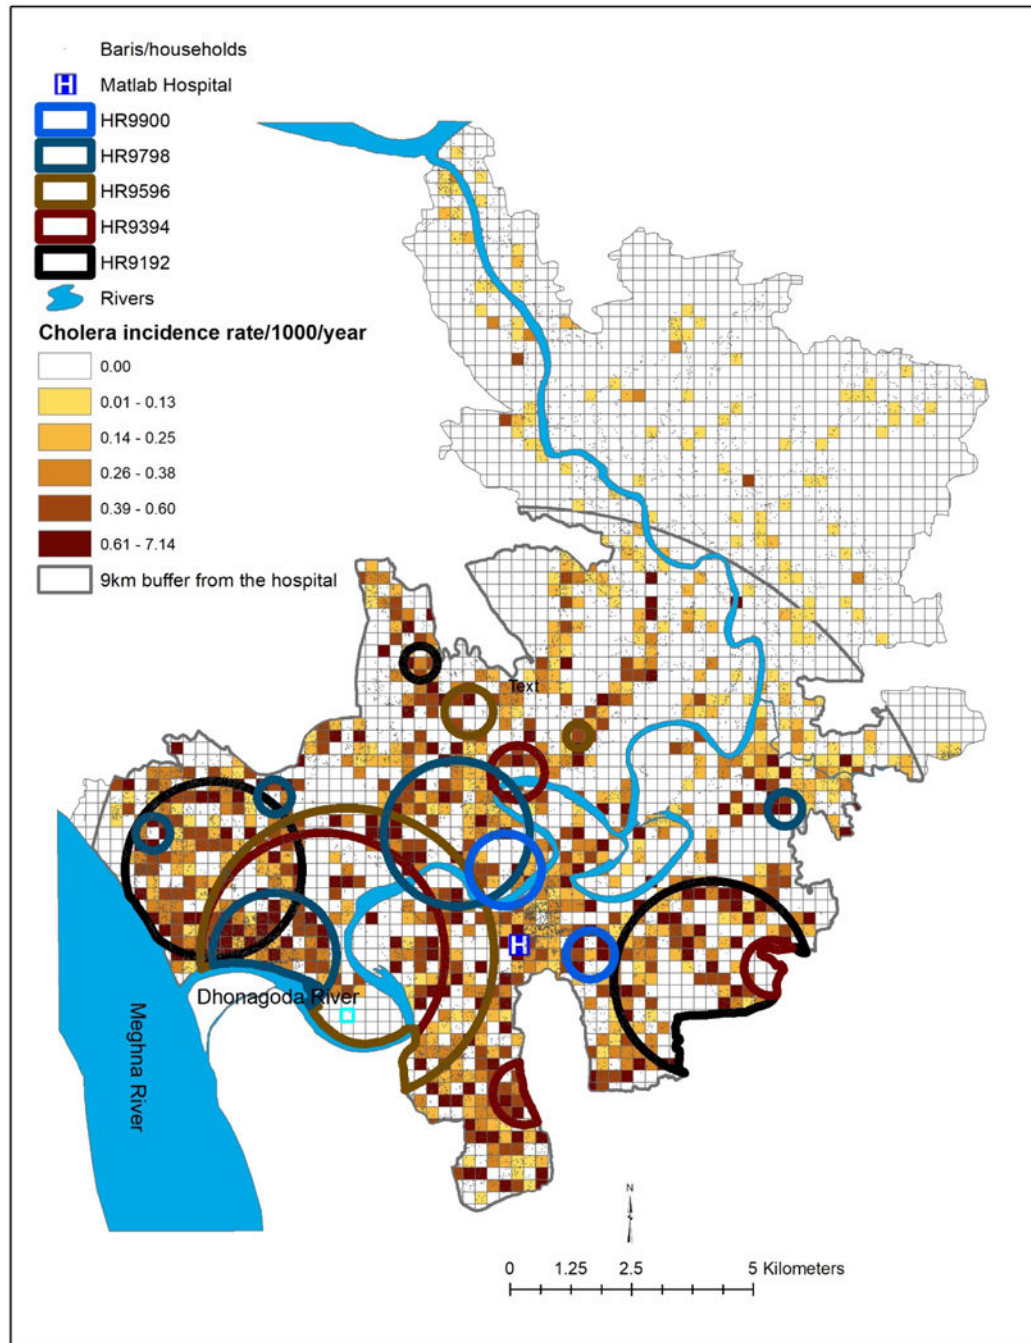 Baris/households
H
Matlab Hospital
HR9900
HR9798
HR9596
HR9394
HR9192
Rivers
Cholera incidence rate/1000/year
0.00
0.01 - 0.13
0.14 - 0.25
0.26 - 0.38
0.39 - 0.60
0.61 - 7.14
9km buffer from the hospital
Text
H
Dhonagoda River
Meghna River
N
0 1.25 2.5 5 Kilometers